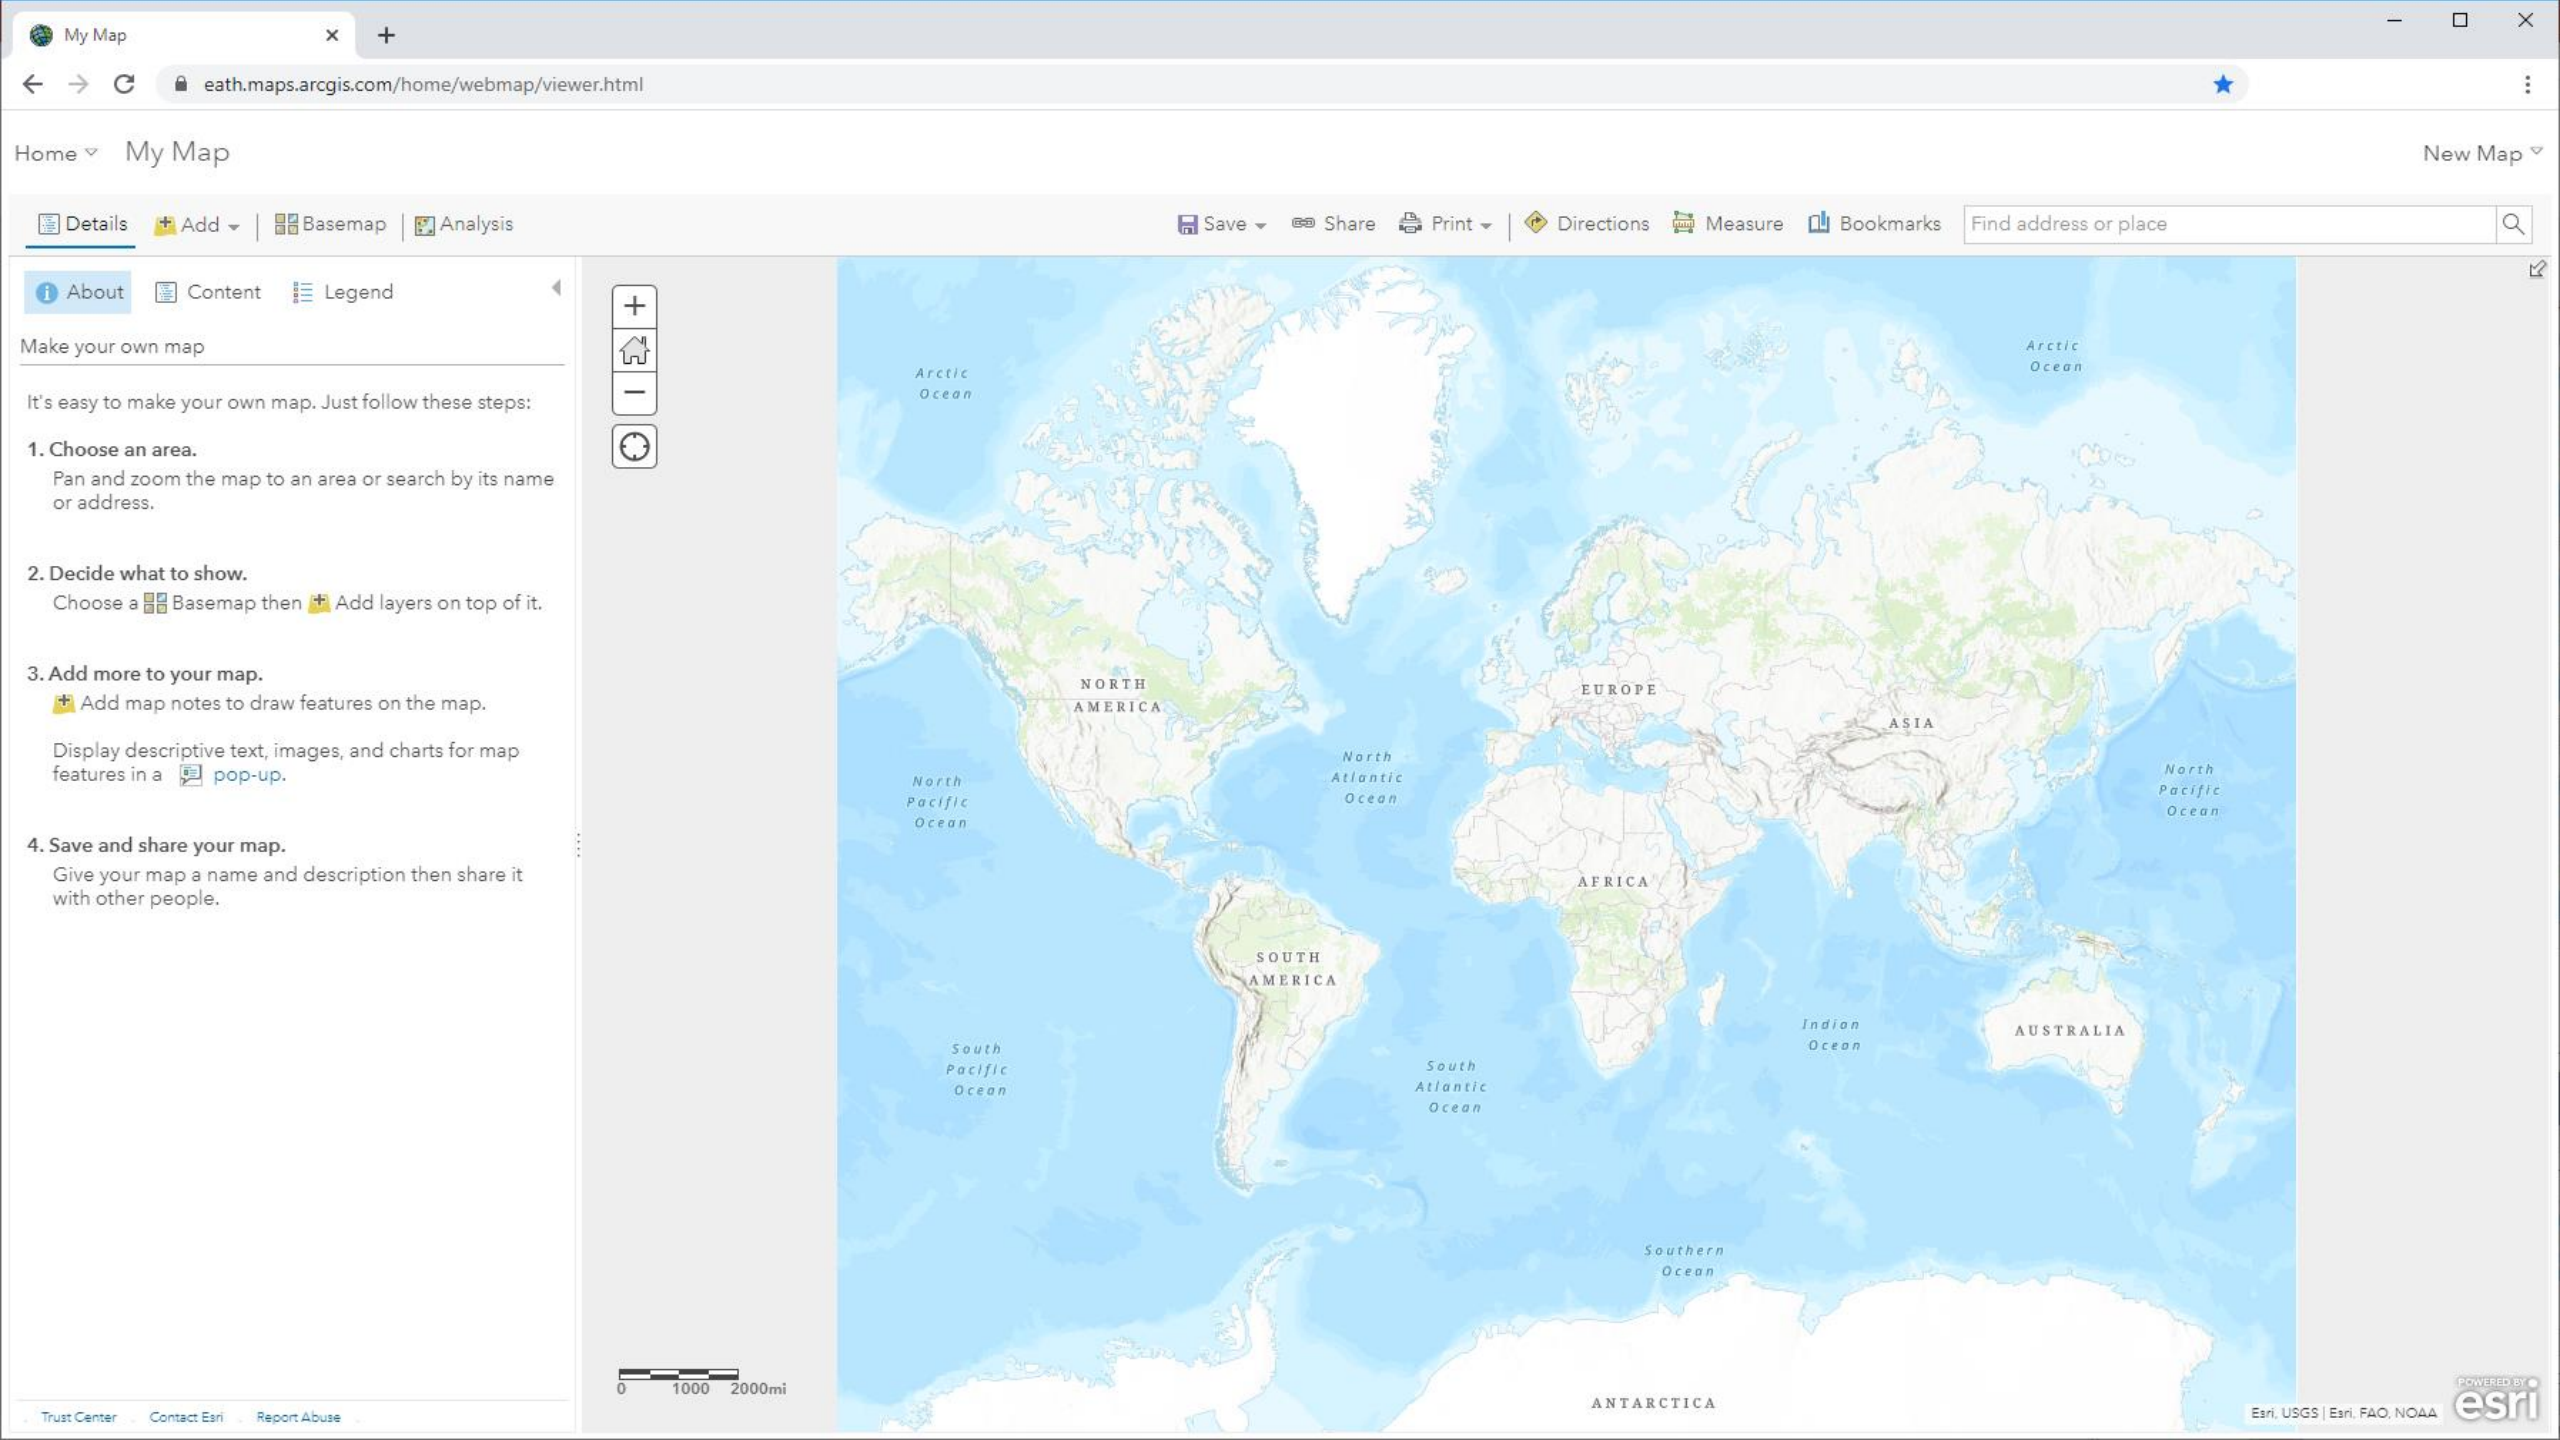 My Map
eath.maps.arcgis.com/home/webmap/viewer.html
Home My Map New Map
Details Add Basemap Analysis Save Share Print Directions Measure Bookmarks Find address or place
About Content Legend
Make your own map
It's easy to make your own map. Just follow these steps:
1. Choose an area.
Pan and zoom the map to an area or search by its name
or address.
2. Decide what to show.
Choose a Basemap then Add layers on top of it.
3. Add more to your map.
Add map notes to draw features on the map.
Display descriptive text, images, and charts for map
features in a pop-up.
4. Save and share your map.
Give your map a name and description then share it
with other people.
Trust Center Contact Esri Report Abuse
Arctic
Ocean
Arctic
Ocean
NORTH
AMERICA
EUROPE
ASIA
North
Pacific
Ocean
North
Atlantic
Ocean
North
Pacific
Ocean
AFRICA
SOUTH
AMERICA
AUSTRALIA
South
Pacific
Ocean
South
Atlantic
Ocean
Indian
Ocean
Southern
Ocean
ANTARCTICA
0 1000 2000mi
Esri, USGS | Esri, FAO, NOAA
POWERED BY
esri